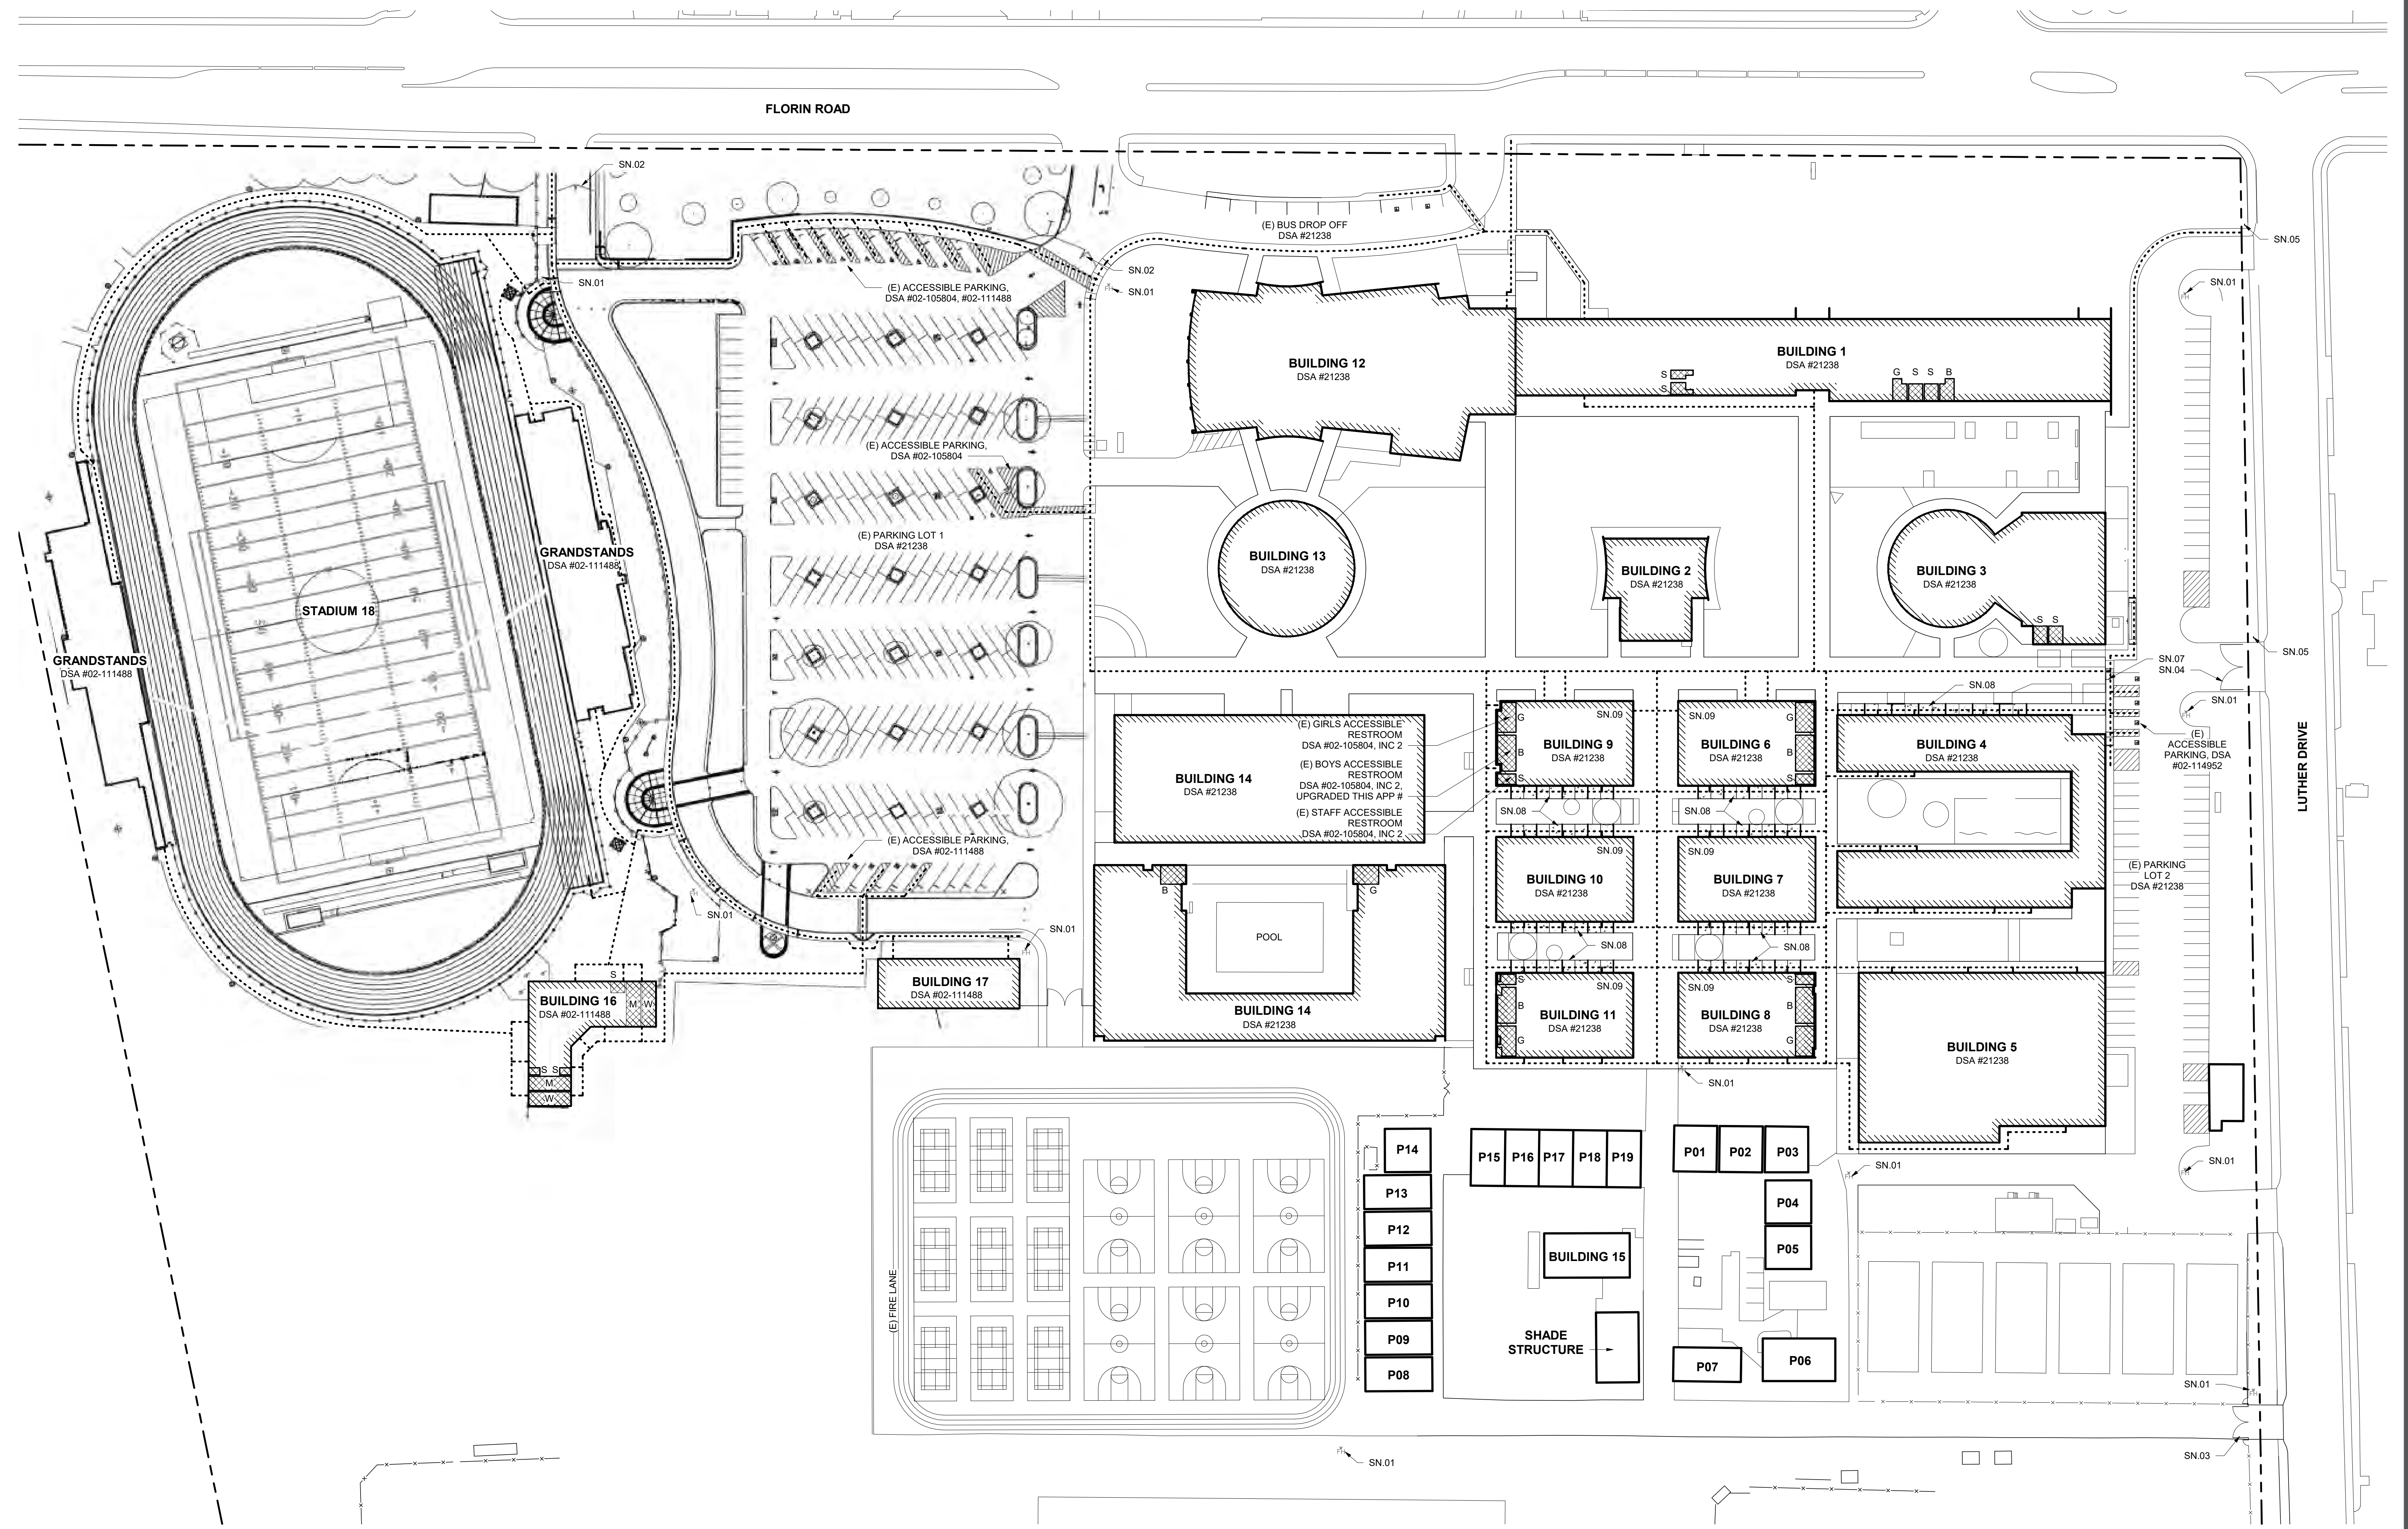 FLORIN ROAD
SN.02
(E) BUS DROP OFF
DSA #21238
SN.05
SN.02
SN.01
SN.01
SN.01
FH
FH
(E) ACCESSIBLE PARKING,
DSA #02-105804, #02-111488
BUILDING 12
DSA #21238
BUILDING 1
DSA #21238
S
S
G S S B
(E) ACCESSIBLE PARKING,
DSA #02-105804
(E) PARKING LOT 1
DSA #21238
GRANDSTANDS
DSA #02-111488
BUILDING 13
DSA #21238
BUILDING 2
DSA #21238
BUILDING 3
DSA #21238
S S
STADIUM 18
GRANDSTANDS
DSA #02-111488
SN.05
SN.07
SN.04
SN.08
SN.01
FH
LUTHER DRIVE
(E) GIRLS ACCESSIBLE
RESTROOM
DSA #02-105804, INC 2
(E) BOYS ACCESSIBLE
RESTROOM
DSA #02-105804, INC 2,
UPGRADED THIS APP #
(E) STAFF ACCESSIBLE
RESTROOM
DSA #02-105804, INC 2
G
B
S
SN.09
BUILDING 9
DSA #21238
SN.09
G
B
S
BUILDING 6
DSA #21238
BUILDING 4
DSA #21238
(E)
ACCESSIBLE
PARKING, DSA
#02-114952
BUILDING 14
DSA #21238
SN.08
SN.08
(E) ACCESSIBLE PARKING,
DSA #02-111488
SN.09
BUILDING 10
DSA #21238
SN.09
BUILDING 7
DSA #21238
(E) PARKING
LOT 2
DSA #21238
B
G
POOL
FH
SN.01
SN.01
FH
SN.08
SN.08
BUILDING 17
DSA #02-111488
S
M W
BUILDING 16
DSA #02-111488
S S
M
W
BUILDING 14
DSA #21238
S
B
G
SN.09
BUILDING 11
DSA #21238
SN.09
S
B
G
BUILDING 8
DSA #21238
BUILDING 5
DSA #21238
SN.01
P14
P15
P16
P17
P18
P19
P01
P02
P03
SN.01
FH
SN.01
FH
P13
P04
P12
P05
BUILDING 15
P11
(E) FIRE LANE
P10
P09
SHADE
STRUCTURE
P08
P07
P06
SN.01
FH
SN.03
FH
SN.01